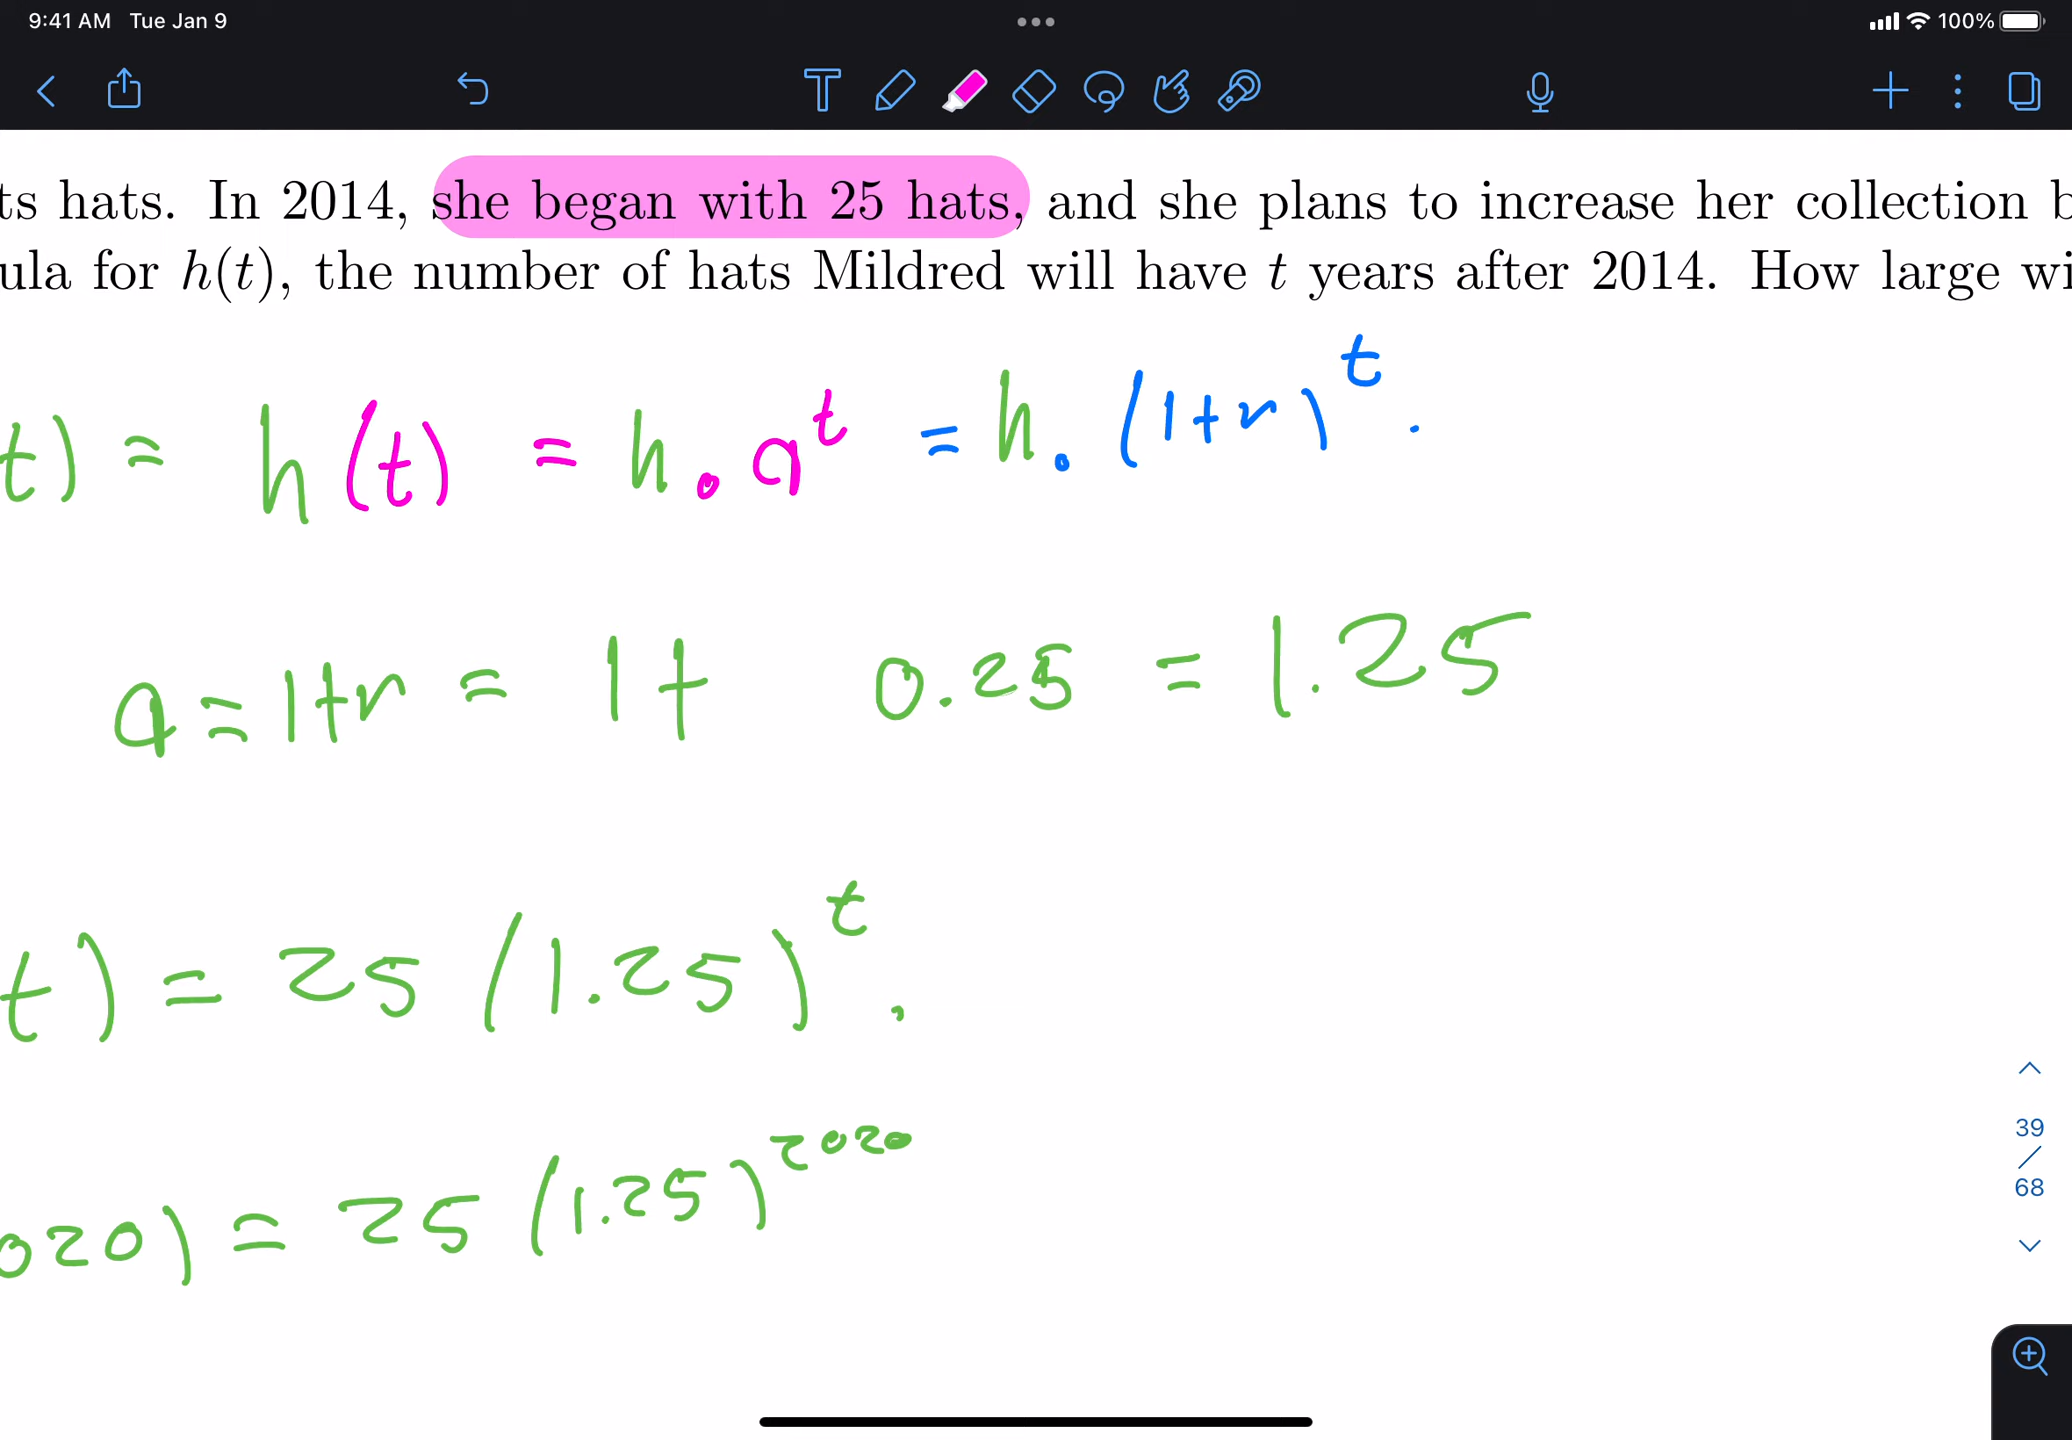 9:41 AM Tue Jan 9
100%
T
ts hats. In 2014, she began with 25 hats, and she plans to increase her collection b
ula for h(t), the number of hats Mildred will have t years after 2014. How large wi
t) = h(t) = h₀ aᵗ = h₀ (1+r)ᵗ.
a = 1+r = 1 + 0.25 = 1.25
t) = 25 (1.25)ᵗ.
020) = 25 (1.25)²⁰²⁰
39
/
68